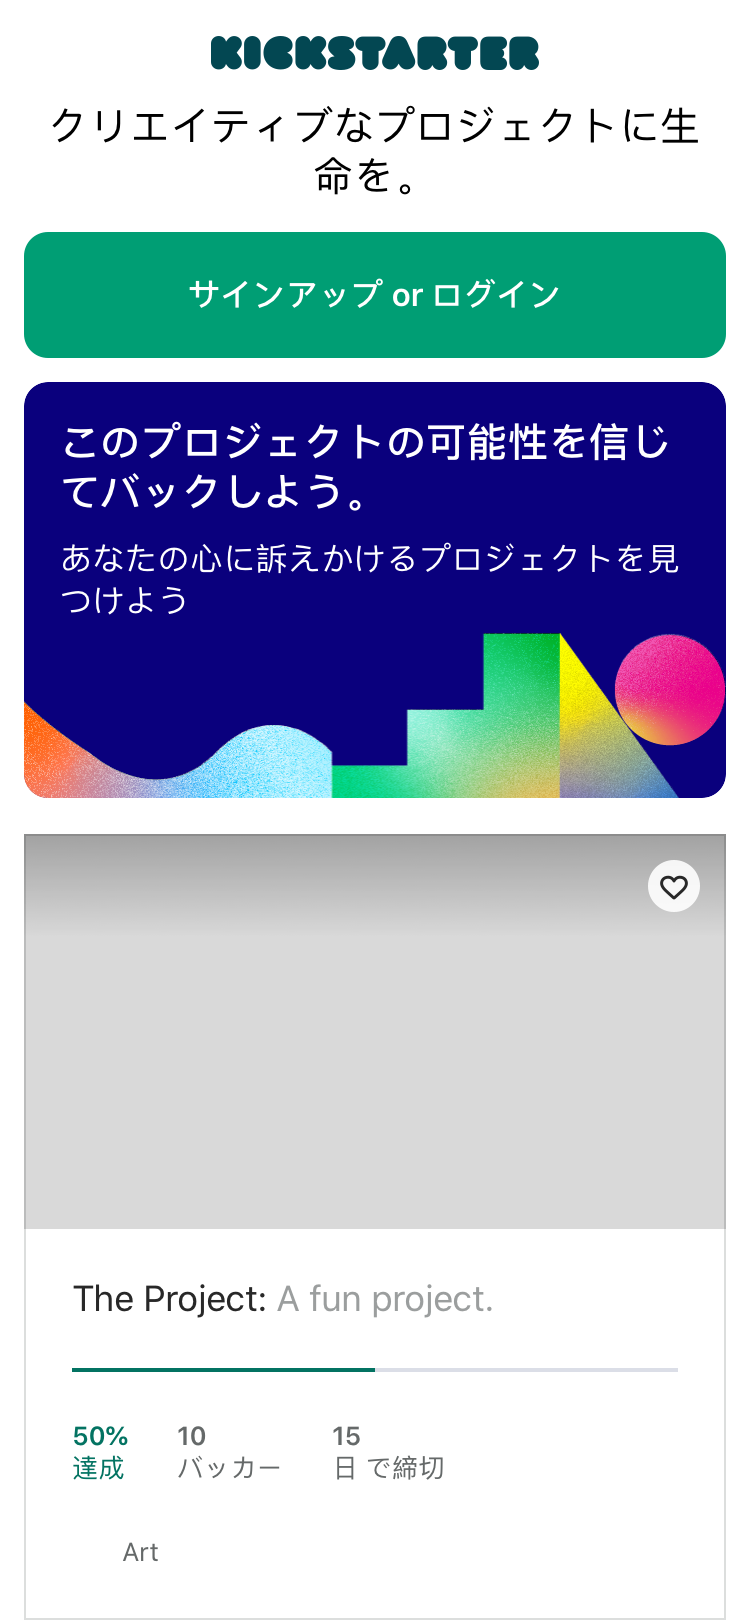 KICKSTARTER
クリエイティブなプロジェクトに生
命を。
サインアップ or ログイン
このプロジェクトの可能性を信じ
てバックしよう。
あなたの心に訴えかけるプロジェクトを見
つけよう
The Project: A fun project.
50% 10 15
達成 バッカー 日 で締切
Art